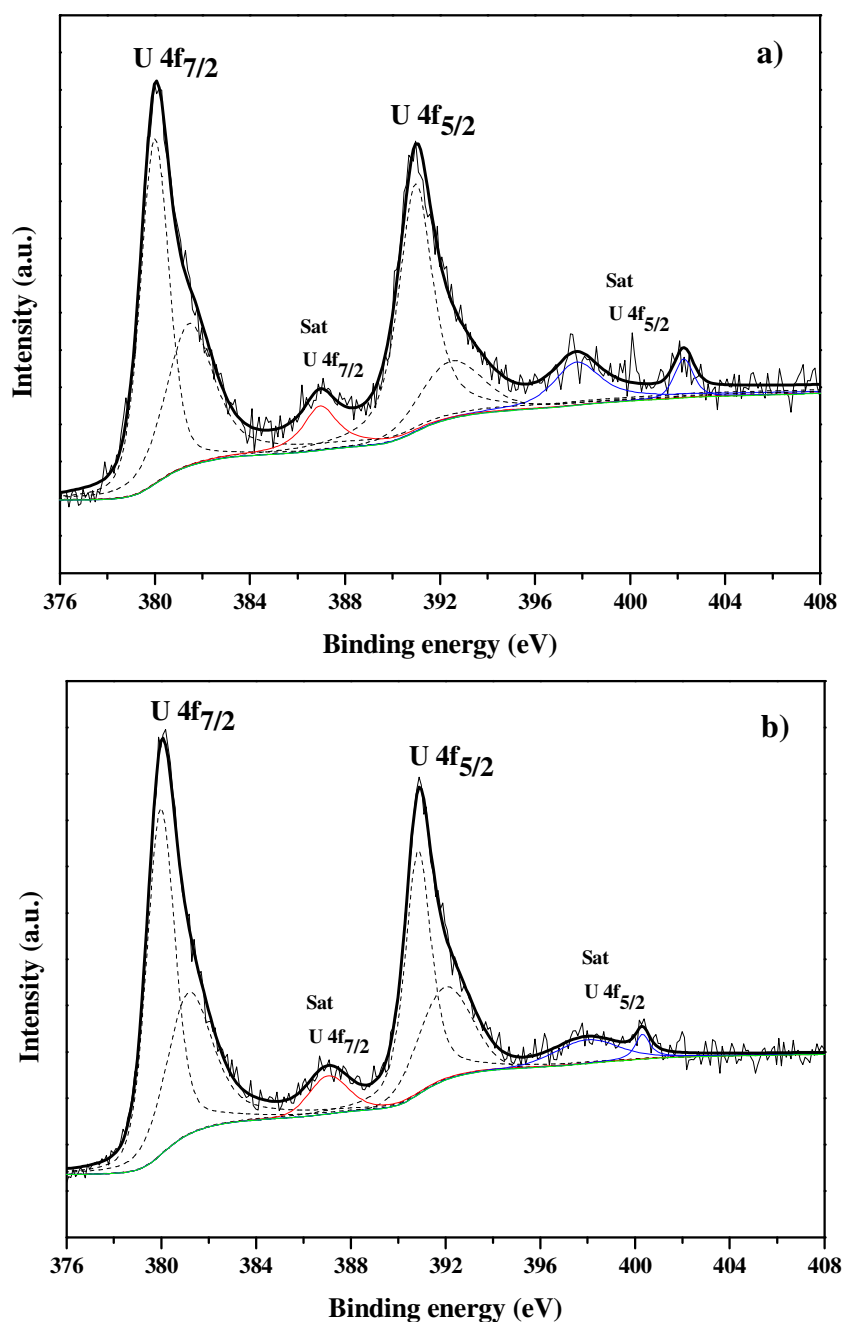 a)
U 4f7/2
U 4f5/2
Sat
U 4f7/2
Sat
U 4f5/2
Intensity (a.u.)
376 380 384 388 392 396 400 404 408
Binding energy (eV)
b)
U 4f7/2
U 4f5/2
Sat
U 4f7/2
Sat
U 4f5/2
Intensity (a.u.)
376 380 384 388 392 396 400 404 408
Binding energy (eV)